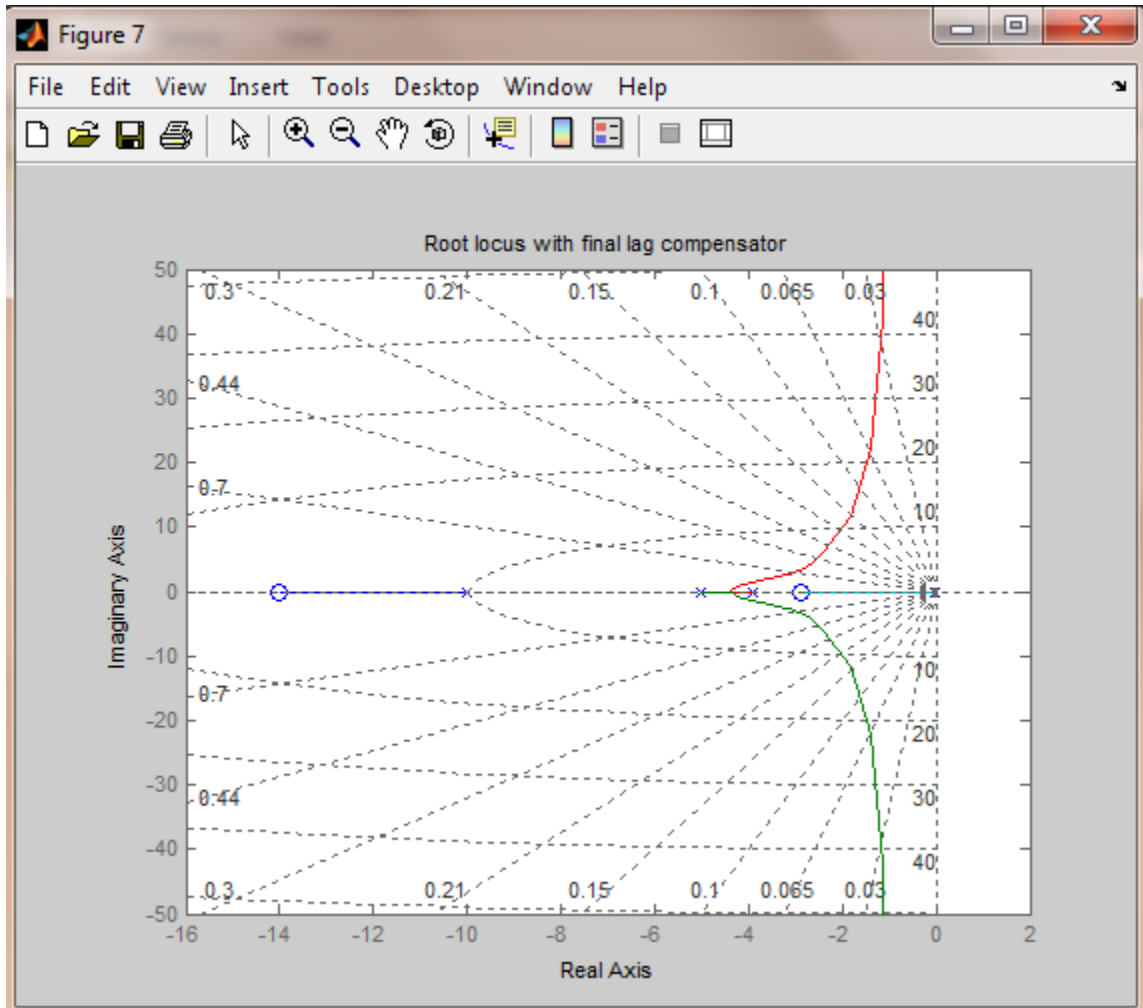 Figure 7
File Edit View Insert Tools Desktop Window Help
Root locus with final lag compensator
50
40
30
20
10
0
-10
-20
-30
-40
-50
0.3 0.21 0.15 0.1 0.065 0.03
40
0.44 30
20
0.7
10
10
0.7
20
0.44 30
40
0.3 0.21 0.15 0.1 0.065 0.03
-16 -14 -12 -10 -8 -6 -4 -2 0 2
Imaginary Axis
Real Axis